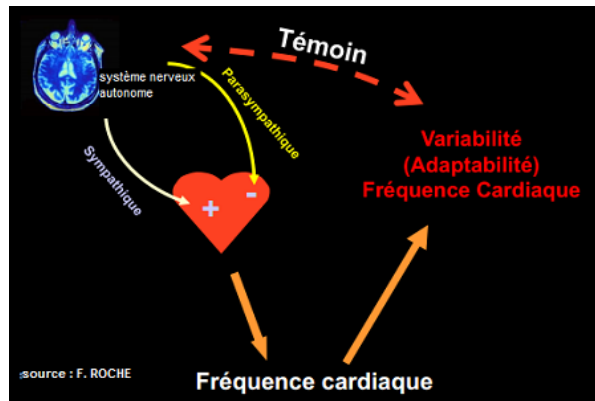 Témoin
système nerveux
autonome
Parasympathique
Sympathique
Variabilité
(Adaptabilité)
Fréquence Cardiaque
+
-
source : F. ROCHE
Fréquence cardiaque